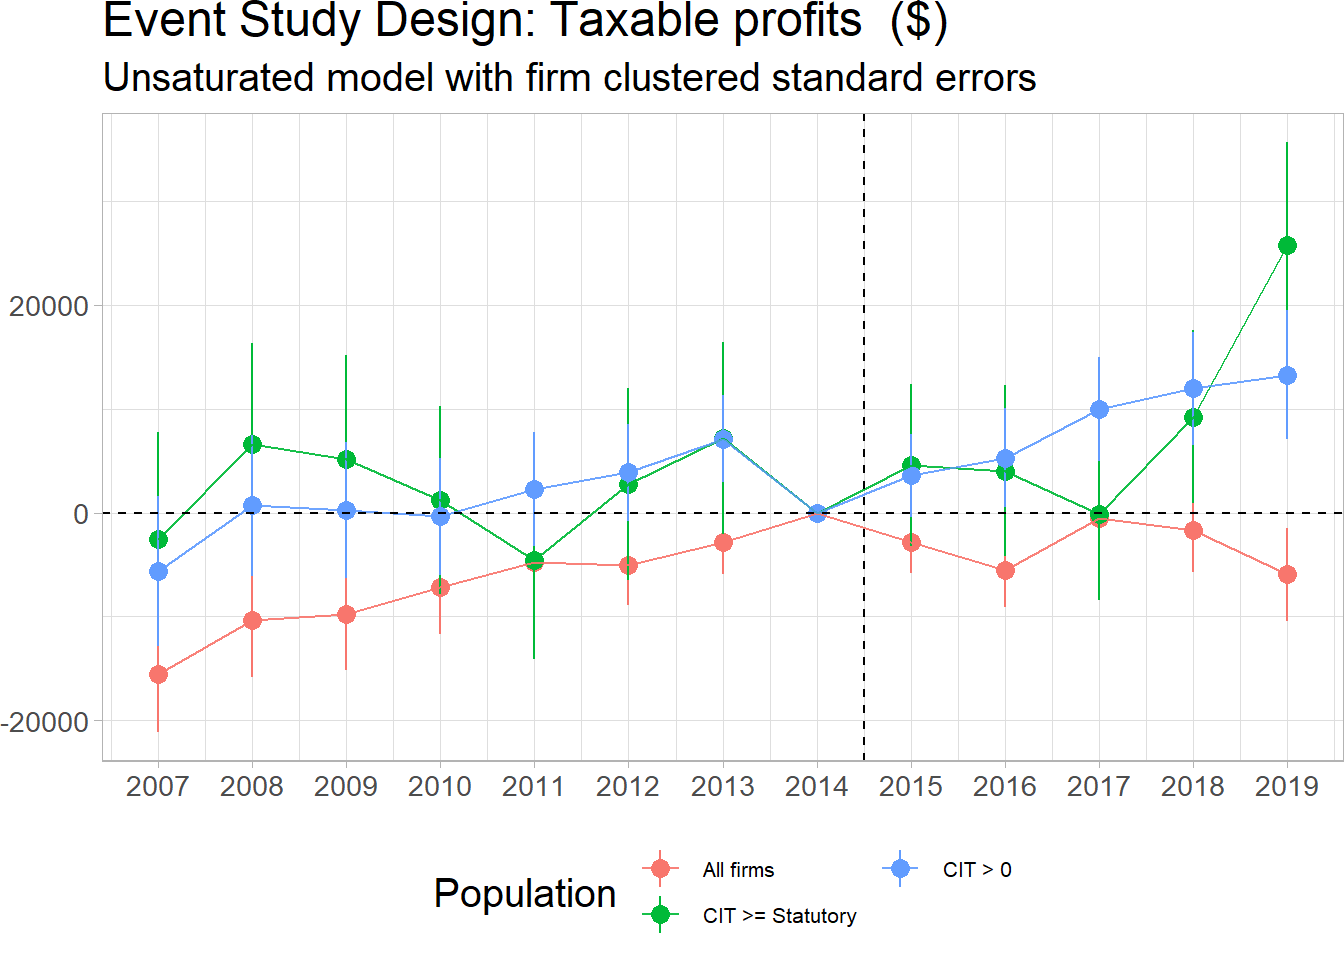 Event Study Design: Taxable profits  ($)
Unsaturated model with firm clustered standard errors
20000
0
-20000
2007 2008 2009 2010 2011 2012 2013 2014 2015 2016 2017 2018 2019
Population
All firms
CIT > 0
CIT >= Statutory